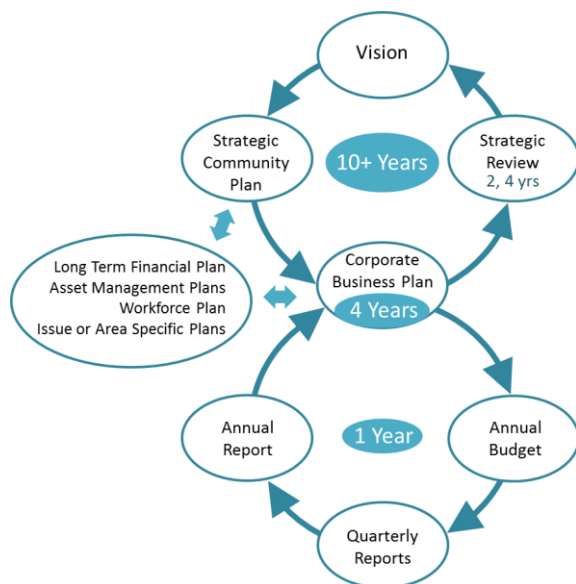 Vision
Strategic
Community
Plan
10+ Years
Strategic
Review
2, 4 yrs
Long Term Financial Plan
Asset Management Plans
Workforce Plan
Issue or Area Specific Plans
Corporate
Business Plan
4 Years
Annual
Report
1 Year
Annual
Budget
Quarterly
Reports